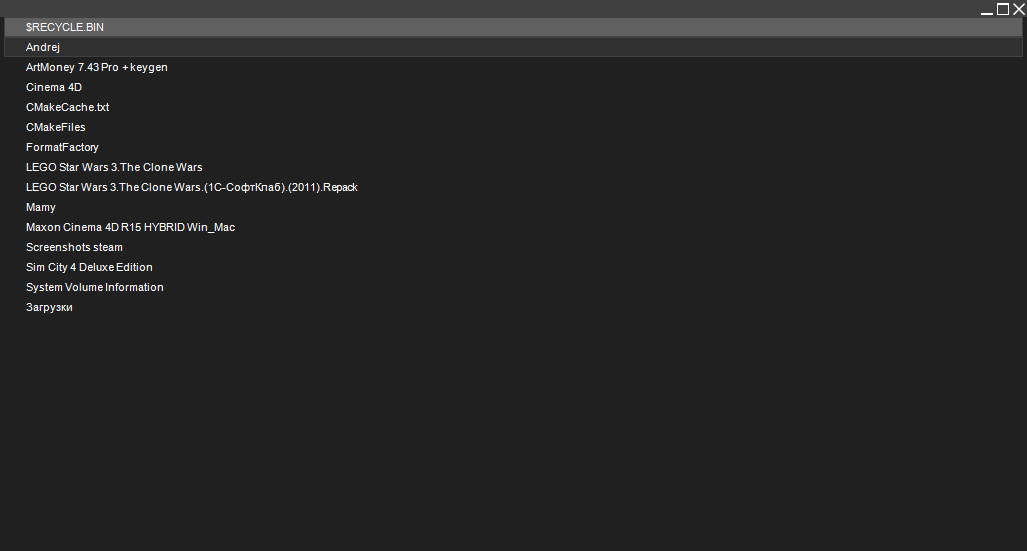 $RECYCLE.BIN
Andrej
ArtMoney 7.43 Pro + keygen
Cinema 4D
CMakeCache.txt
CMakeFiles
FormatFactory
LEGO Star Wars 3.The Clone Wars
LEGO Star Wars 3.The Clone Wars.(1C-СофтКлаб).(2011).Repack
Mamy
Maxon Cinema 4D R15 HYBRID Win_Mac
Screenshots steam
Sim City 4 Deluxe Edition
System Volume Information
Загрузки